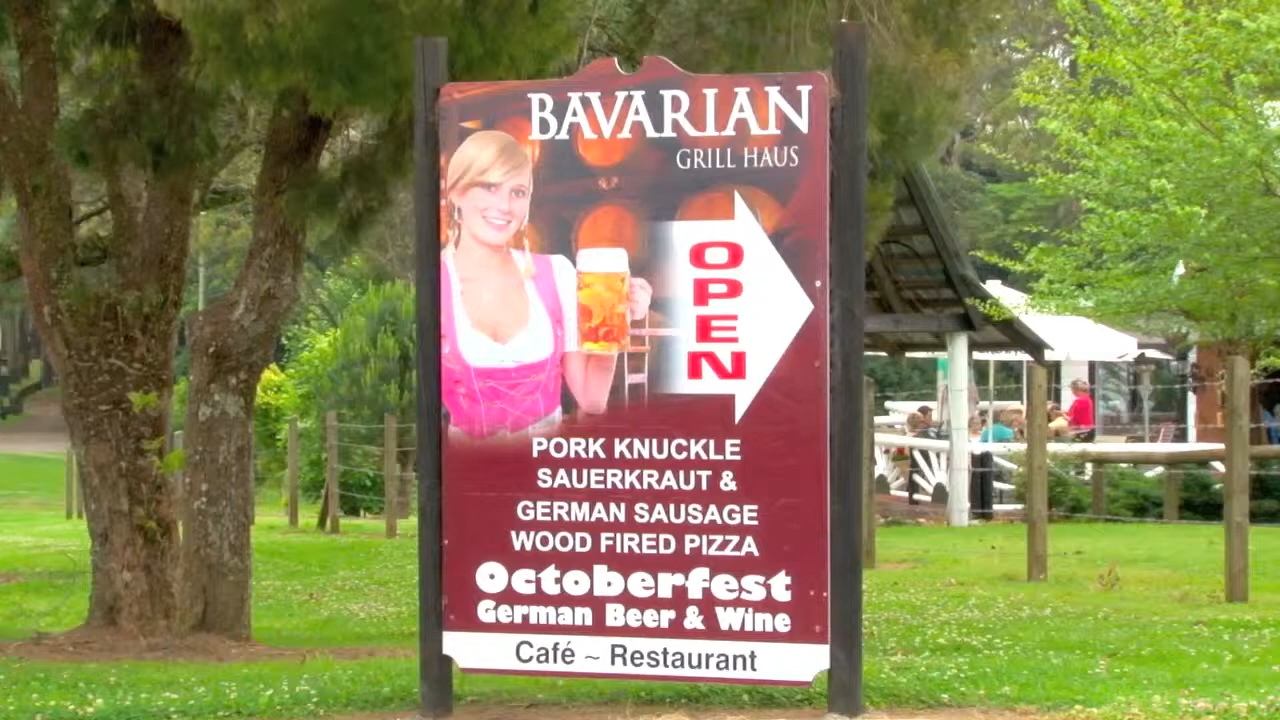 BAVARIAN
GRILL HAUS
OPEN
PORK KNUCKLE
SAUERKRAUT &
GERMAN SAUSAGE
WOOD FIRED PIZZA
Octoberfest
German Beer & Wine
Café ~ Restaurant